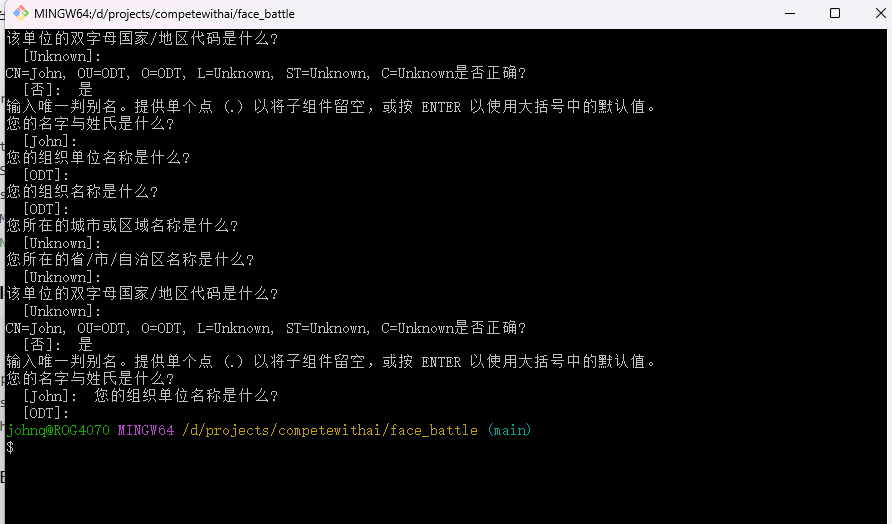 MINGW64:/d/projects/competewithai/face_battle
该单位的双字母国家/地区代码是什么?
[Unknown]:
CN=John, OU=ODT, O=ODT, L=Unknown, ST=Unknown, C=Unknown是否正确?
[否]:  是
输入唯一判别名。提供单个点 (.) 以将子组件留空，或按 ENTER 以使用大括号中的默认值。
您的名字与姓氏是什么?
[John]:
您的组织单位名称是什么?
[ODT]:
您的组织名称是什么?
[ODT]:
您所在的城市或区域名称是什么?
[Unknown]:
您所在的省/市/自治区名称是什么?
[Unknown]:
该单位的双字母国家/地区代码是什么?
[Unknown]:
CN=John, OU=ODT, O=ODT, L=Unknown, ST=Unknown, C=Unknown是否正确?
[否]:  是
输入唯一判别名。提供单个点 (.) 以将子组件留空，或按 ENTER 以使用大括号中的默认值。
您的名字与姓氏是什么?
[John]:  您的组织单位名称是什么?
[ODT]:
johnq@ROG4070 MINGW64 /d/projects/competewithai/face_battle (main)
$